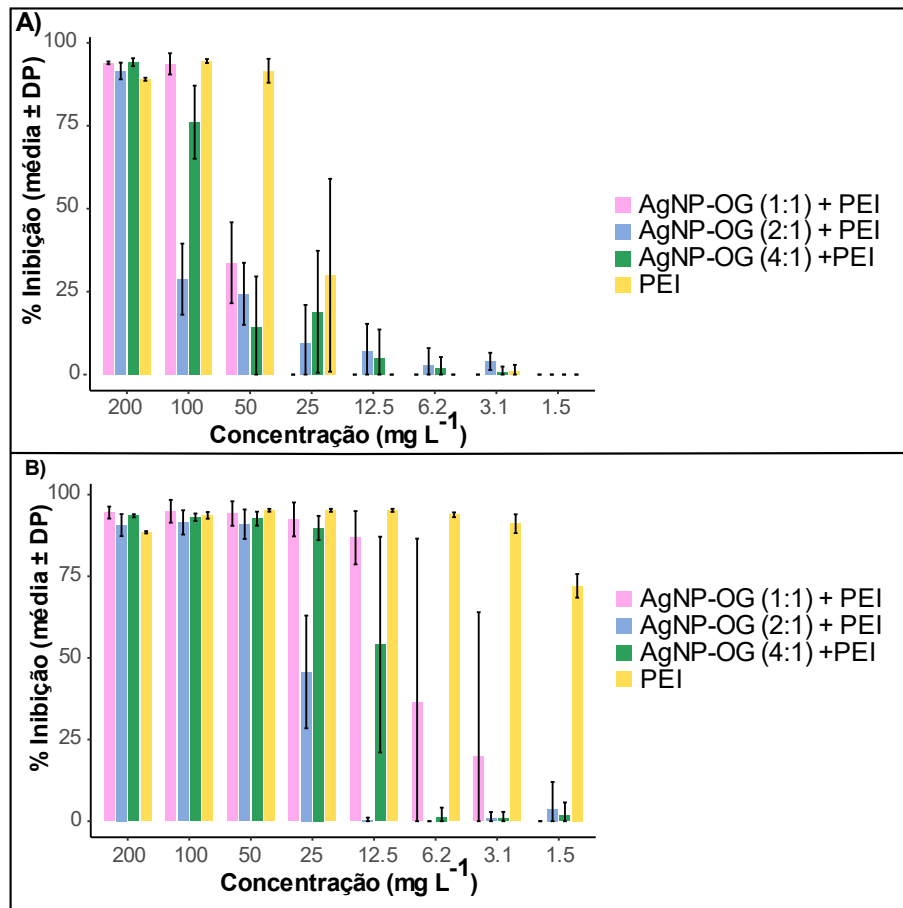 A)
% Inibição (média ± DP)
100
75
50
25
0
200 100 50 25 12.5 6.2 3.1 1.5
Concentração (mg L-1)
AgNP-OG (1:1) + PEI
AgNP-OG (2:1) + PEI
AgNP-OG (4:1) +PEI
PEI
B)
% Inibição (média ± DP)
100
75
50
25
0
200 100 50 25 12.5 6.2 3.1 1.5
Concentração (mg L-1)
AgNP-OG (1:1) + PEI
AgNP-OG (2:1) + PEI
AgNP-OG (4:1) +PEI
PEI